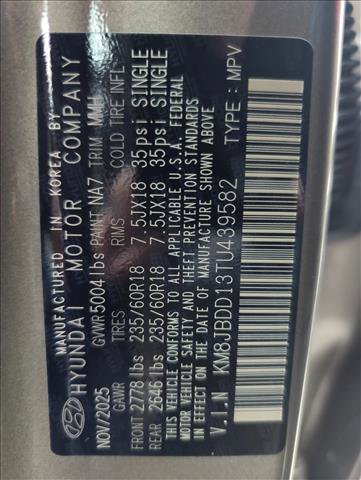 MANUFACTURED IN KOREA BY
HYUNDAI MOTOR COMPANY
NOV/2025 GVWR5004 lbs PAINT NA7 TRIM MMH
GAWR TIRES RIMS COLD TIRE INFL
FRONT 2778 lbs 235/60R18 7.5JX18 35psi SINGLE
REAR 2646 lbs 235/60R18 7.5JX18 35psi SINGLE
THIS VEHICLE CONFORMS TO ALL APPLICABLE U.S.A. FEDERAL
MOTOR VEHICLE SAFETY AND THEFT PREVENTION STANDARDS
IN EFFECT ON THE DATE OF MANUFACTURE SHOWN ABOVE.
V.I.N : KM8JBDD13TU439582 TYPE : MPV